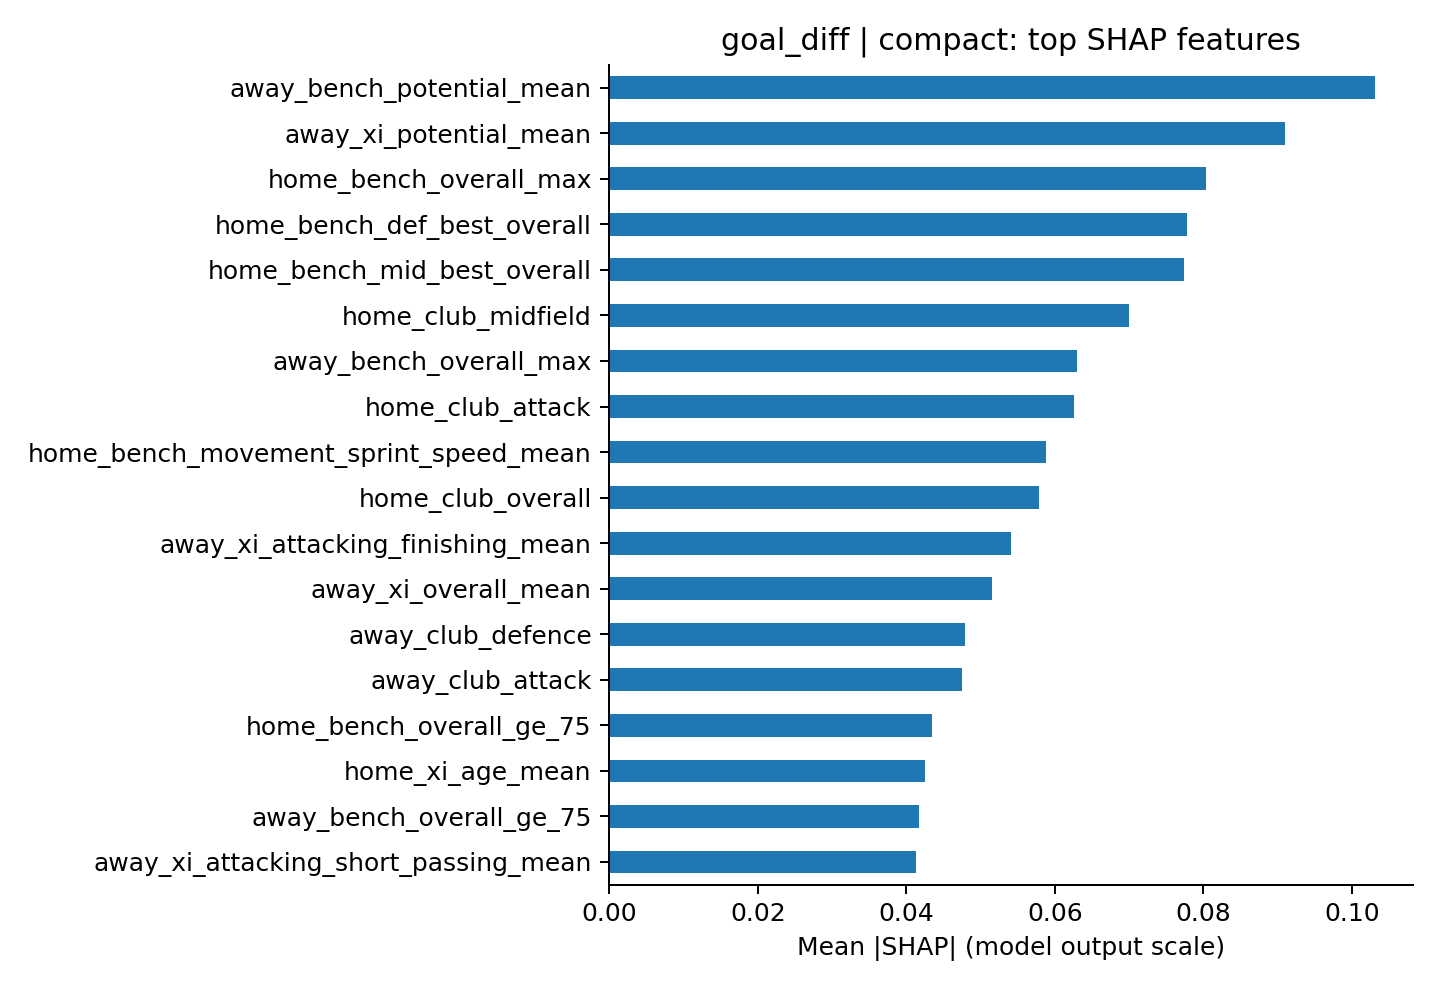 goal_diff | compact: top SHAP features
away_bench_potential_mean
away_xi_potential_mean
home_bench_overall_max
home_bench_def_best_overall
home_bench_mid_best_overall
home_club_midfield
away_bench_overall_max
home_club_attack
home_bench_movement_sprint_speed_mean
home_club_overall
away_xi_attacking_finishing_mean
away_xi_overall_mean
away_club_defence
away_club_attack
home_bench_overall_ge_75
home_xi_age_mean
away_bench_overall_ge_75
away_xi_attacking_short_passing_mean
0.00 0.02 0.04 0.06 0.08 0.10
Mean |SHAP| (model output scale)